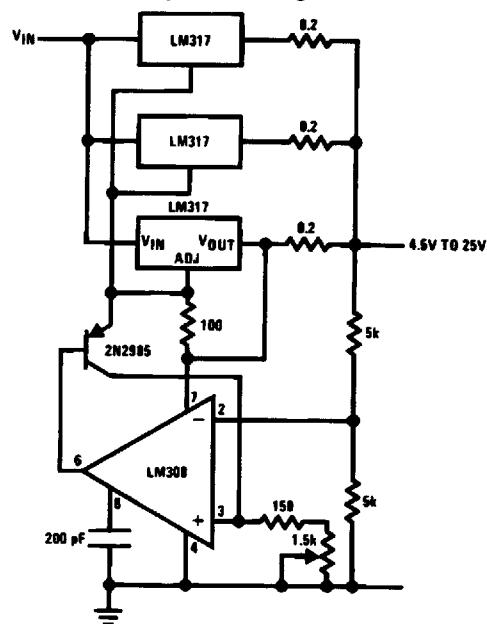 VIN
LM317
0.2
LM317
0.2
LM317
VIN
VOUT
ADJ
0.2
4.5V TO 25V
100
5k
2N2905
7
2
6
LM308
8
3
150
5k
200 pF
4
1.5k